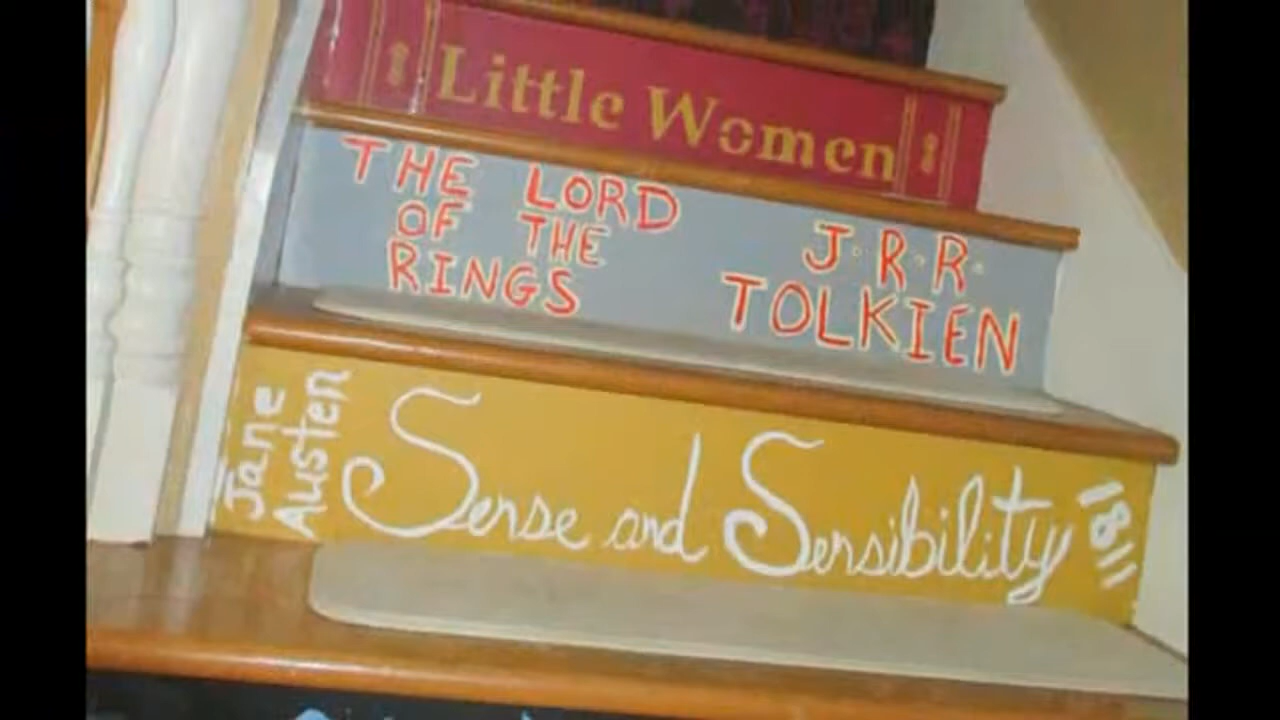 Little Women
THE LORD
OF THE
RINGS
J.R.R.
TOLKIEN
Jane
Austen
Sense and Sensibility
1811